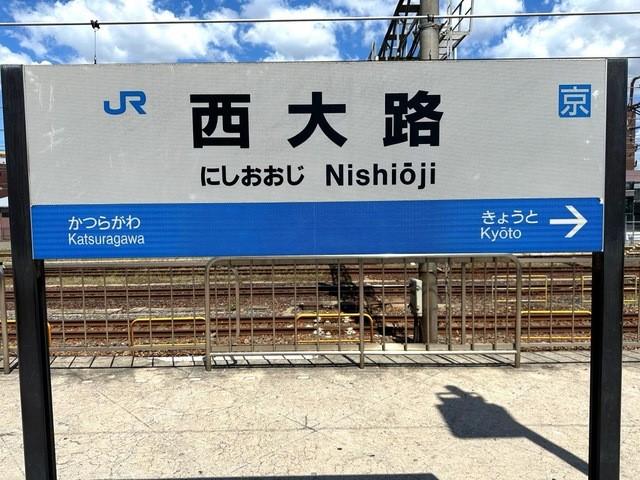 JR
西大路
京
にしおおじ Nishiōji
かつらがわ
Katsuragawa
きょうと
Kyōto